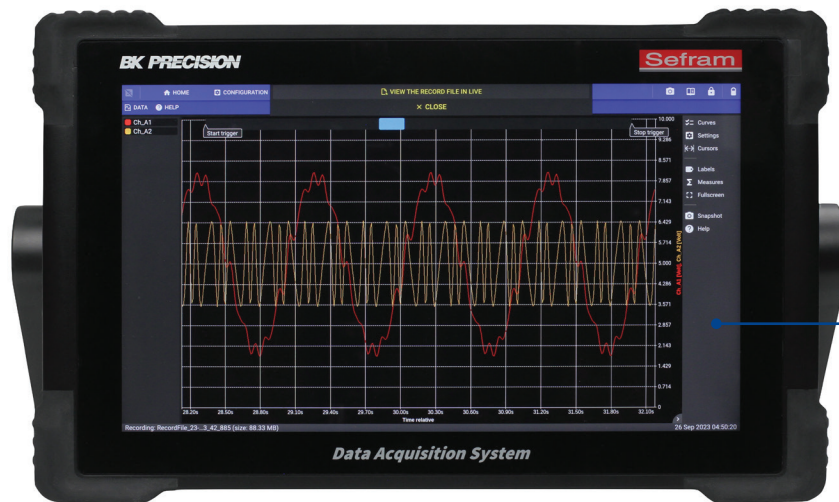 BK PRECISION
Sefram
HOME
CONFIGURATION
VIEW THE RECORD FILE IN LIVE
DATA
HELP
× CLOSE
Ch_A1
Ch_A2
Start trigger
Stop trigger
10.000
9.286
8.571
7.857
7.143
6.429
5.714
5.000
4.286
3.571
2.857
2.143
1.429
0.714
0
Ch_A1 [Volt], Ch_A2 [Volt]
Curves
Settings
Cursors
Labels
Measures
Fullscreen
Snapshot
Help
28.20s 28.50s 28.80s 29.10s 29.40s 29.70s 30.00s 30.30s 30.60s 30.90s 31.20s 31.50s 31.80s 32.10s
Time relative
Recording: RecordFile_23-...3_42_885 (size: 88.33 MB)
26 Sep 2023 04:50:20
Data Acquisition System